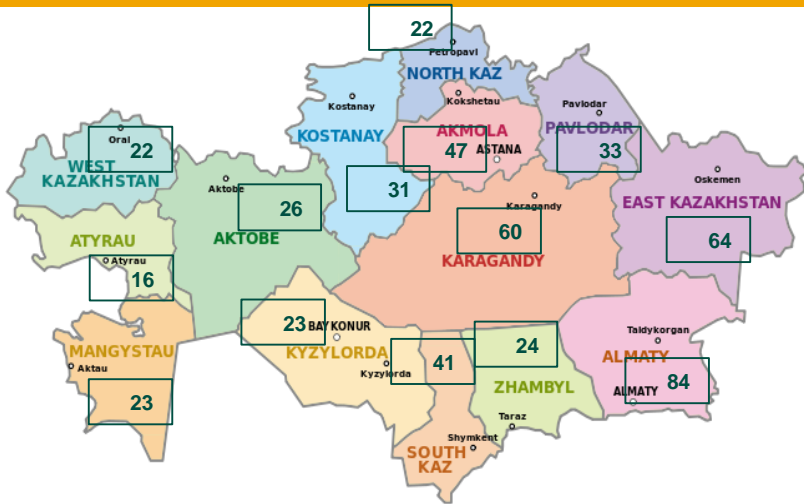 22
Petropavl
NORTH KAZ
Kostanay
Kokshetau
Pavlodar
KOSTANAY
AKMOLA
ASTANA
47
PAVLODAR
33
Oral
22
WEST
KAZAKHSTAN
Aktobe
26
AKTOBE
31
Karagandy
60
KARAGANDY
Oskemen
EAST KAZAKHSTAN
64
ATYRAU
Atyrau
16
MANGYSTAU
Aktau
23
23
BAYKONUR
KYZYLORDA
Kyzylorda
41
24
ZHAMBYL
Taraz
Taldykorgan
ALMATY
ALMATY
84
Shymkent
SOUTH
KAZ